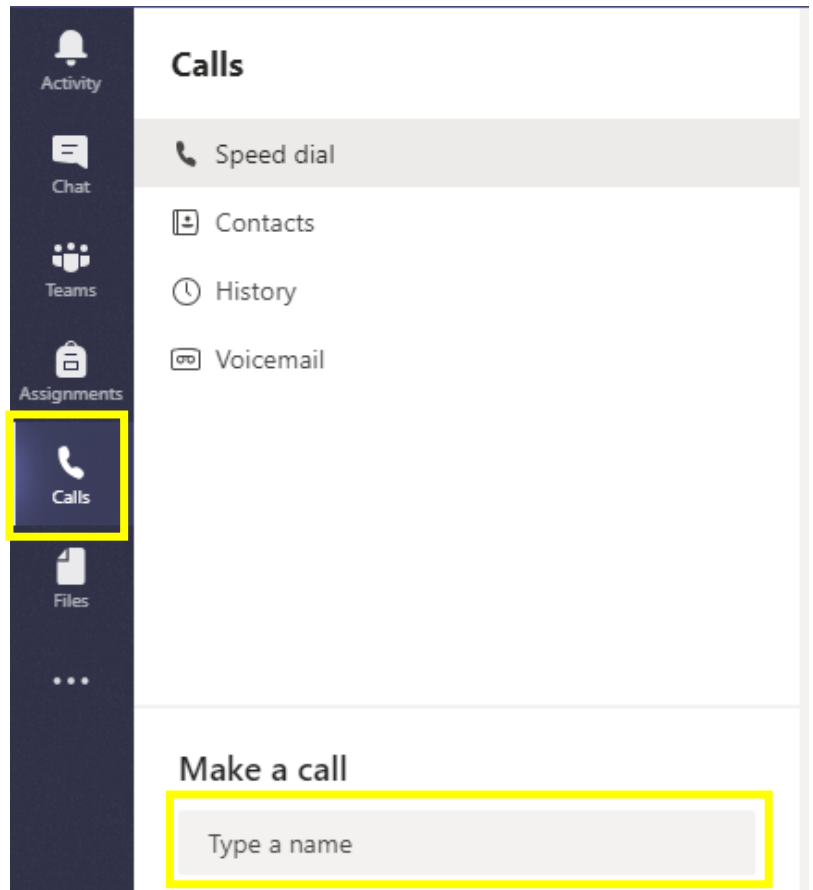 Activity
Chat
Teams
Assignments
Calls
Files
Calls
Speed dial
Contacts
History
Voicemail
Make a call
Type a name